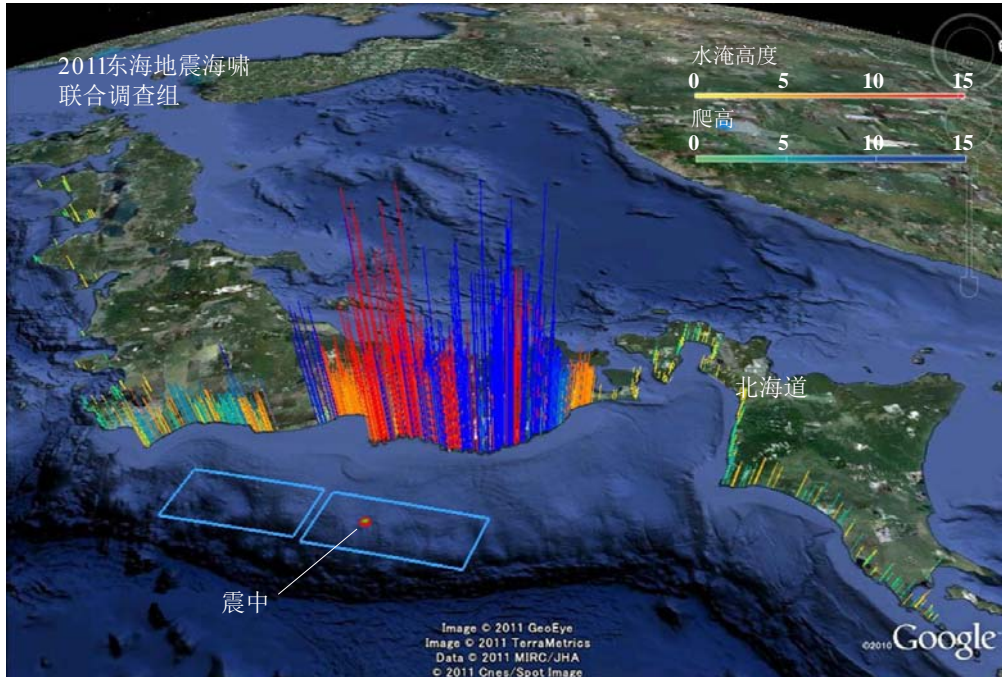 2011东海地震海啸
联合调查组
水淹高度
0 5 10 15
爬高
0 5 10 15
北海道
震中
Image © 2011 GeoEye
Image © 2011 TerraMetrics
Data © 2011 MIRC/JHA
© 2011 Cnes/Spot Image
©2010 Google